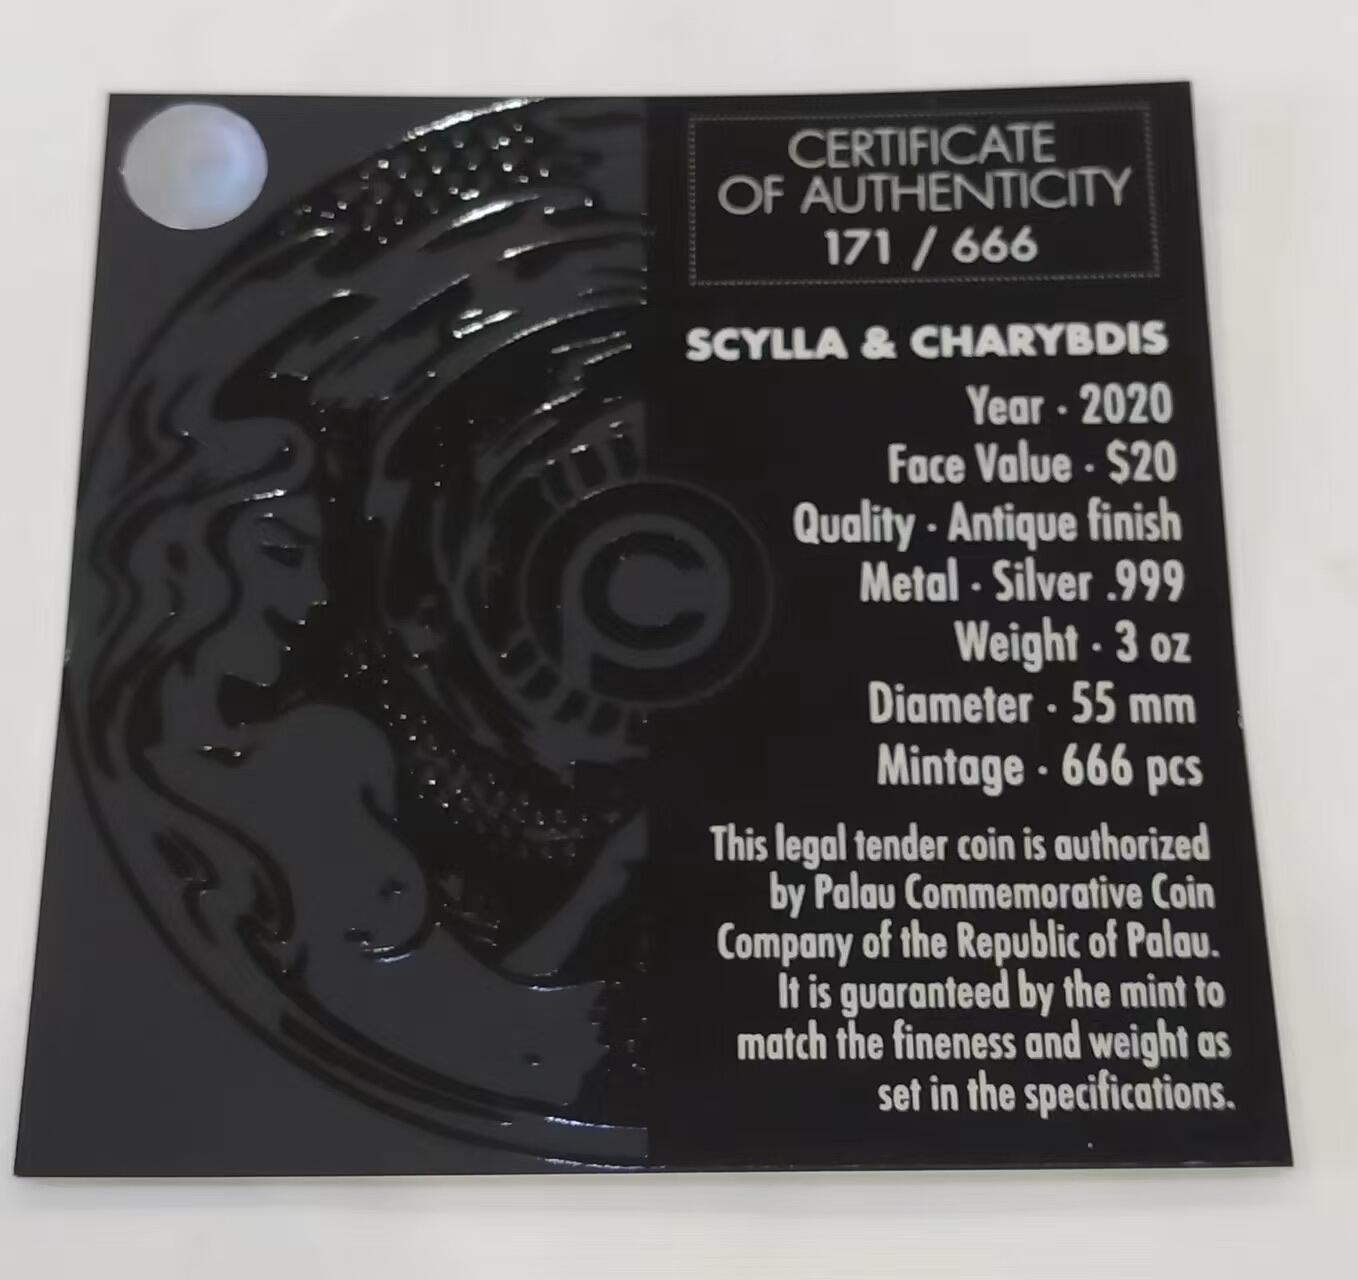 CERTIFICATE
OF AUTHENTICITY
171 / 666
SCYLLA & CHARYBDIS
Year · 2020
Face Value · $20
Quality · Antique finish
Metal · Silver .999
Weight · 3 oz
Diameter · 55 mm
Mintage · 666 pcs
This legal tender coin is authorized
by Palau Commemorative Coin
Company of the Republic of Palau.
It is guaranteed by the mint to
match the fineness and weight as
set in the specifications.